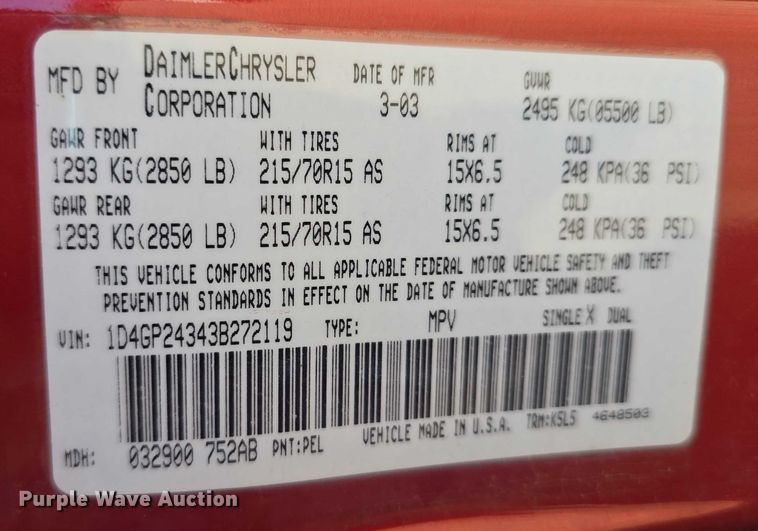 MFD BY DAIMLERCHRYSLER CORPORATION DATE OF MFR 3-03 GVWR 2495 KG(05500 LB)
GAWR FRONT WITH TIRES RIMS AT COLD
1293 KG(2850 LB) 215/70R15 AS 15X6.5 248 KPA(36 PSI)
GAWR REAR WITH TIRES RIMS AT COLD
1293 KG(2850 LB) 215/70R15 AS 15X6.5 248 KPA(36 PSI)
THIS VEHICLE CONFORMS TO ALL APPLICABLE FEDERAL MOTOR VEHICLE SAFETY AND THEFT
PREVENTION STANDARDS IN EFFECT ON THE DATE OF MANUFACTURE SHOWN ABOVE.
VIN: 1D4GP24343B272119 TYPE: MPV SINGLE X DUAL
MDH: 032900 752AB PNT:PEL VEHICLE MADE IN U.S.A. TRM:K5L5 4648503
Purple Wave Auction